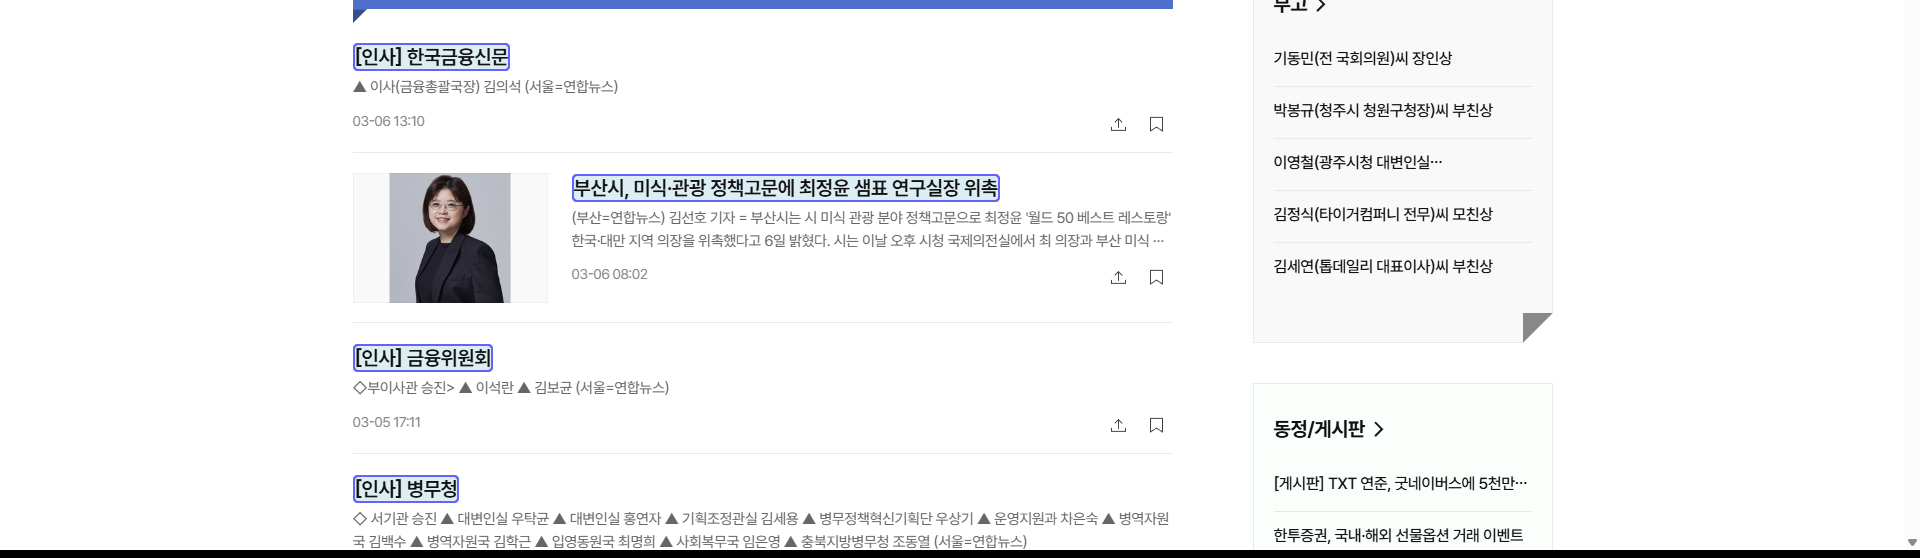 [인사] 한국금융신문
▲ 이사(금융총괄국장) 김의석 (서울=연합뉴스)
03-06 13:10
부산시, 미식·관광 정책고문에 최정윤 샘표 연구실장 위촉
(부산=연합뉴스) 김선호 기자 = 부산시는 시 미식 관광 분야 정책고문으로 최정윤 '월드 50 베스트 레스토랑'
한국·대만 지역 의장을 위촉했다고 6일 밝혔다. 시는 이날 오후 시청 국제의전실에서 최 의장과 부산 미식 ···
03-06 08:02
[인사] 금융위원회
◇부이사관 승진> ▲ 이석란 ▲ 김보균 (서울=연합뉴스)
03-05 17:11
[인사] 병무청
◇ 서기관 승진 ▲ 대변인실 우탁균 ▲ 대변인실 홍연자 ▲ 기획조정관실 김세용 ▲ 병무정책혁신기획단 우상기 ▲ 운영지원과 차은숙 ▲ 병역자원
국 김백수 ▲ 병역자원국 김학근 ▲ 입영동원국 최명희 ▲ 사회복무국 임은영 ▲ 충북지방병무청 조동열 (서울=연합뉴스)
부고
기동민(전 국회의원)씨 장인상
박봉규(청주시 청원구청장)씨 부친상
이영철(광주시청 대변인실···
김정식(타이거컴퍼니 전무)씨 모친상
김세연(톱데일리 대표이사)씨 부친상
동정/게시판
[게시판] TXT 연준, 굿네이버스에 5천만···
한투증권, 국내·해외 선물옵션 거래 이벤트